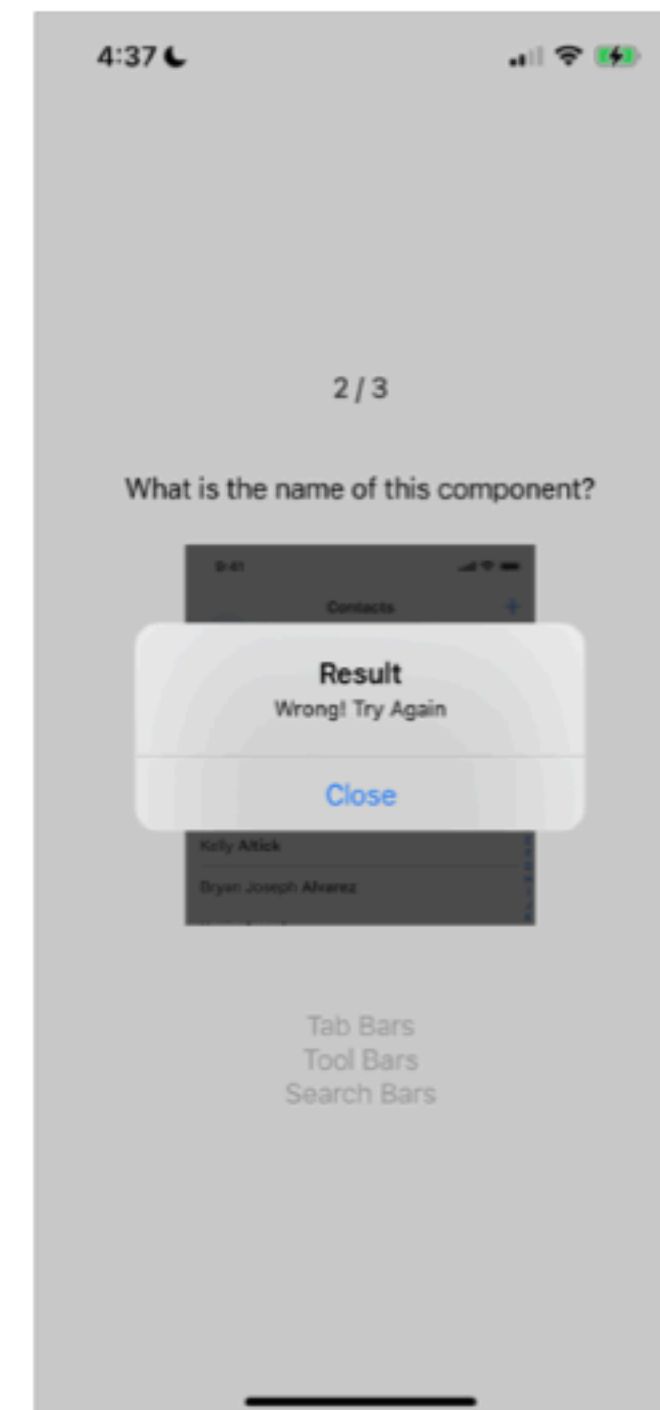 4:37
2 / 3
What is the name of this component?
9:41
Contacts
Result
Wrong! Try Again
Close
Kelly Altick
Bryan Joseph Alvarez
Tab Bars
Tool Bars
Search Bars